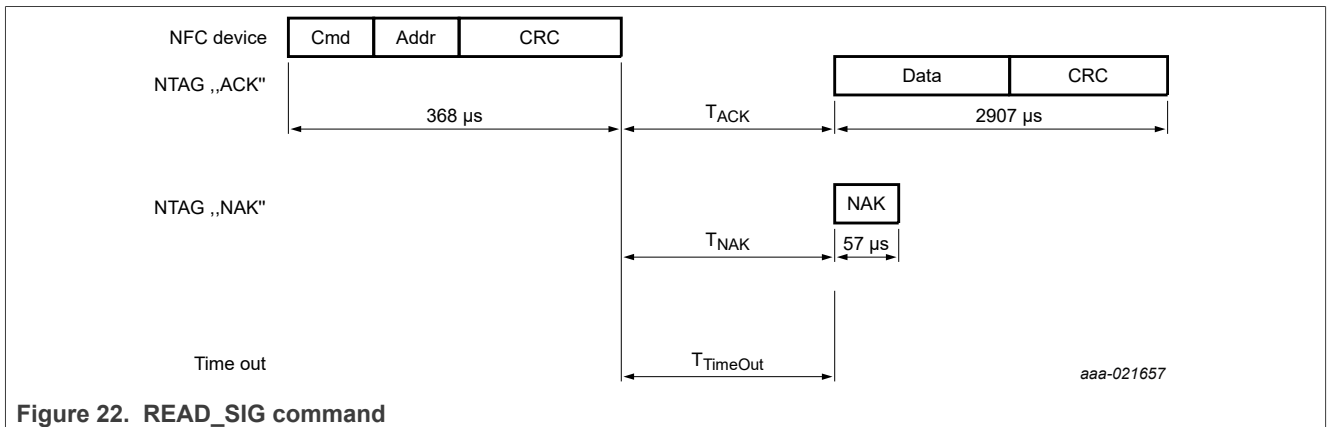 NFC device Cmd Addr CRC
NTAG ,,ACK" Data CRC
368 µs TACK 2907 µs
NTAG ,,NAK" NAK
TNAK 57 µs
Time out TTimeOut
aaa-021657
Figure 22. READ_SIG command